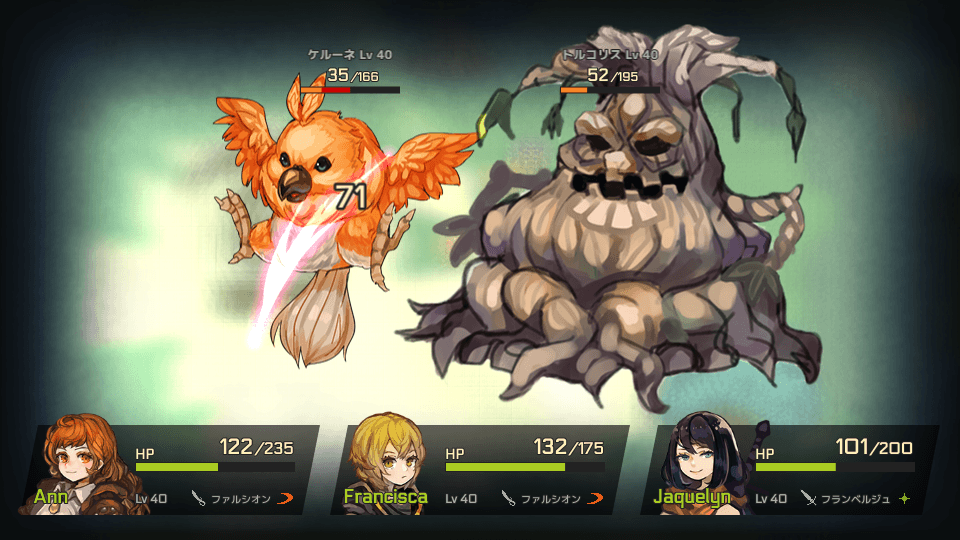 ケルーネ Lv 40
35/166
トルコリス Lv 40
52/195
71
HP 122/235
Ann Lv 40 ファルシオン
HP 132/175
Francisca Lv 40 ファルシオン
HP 101/200
Jaquelyn Lv 40 フランベルジュ